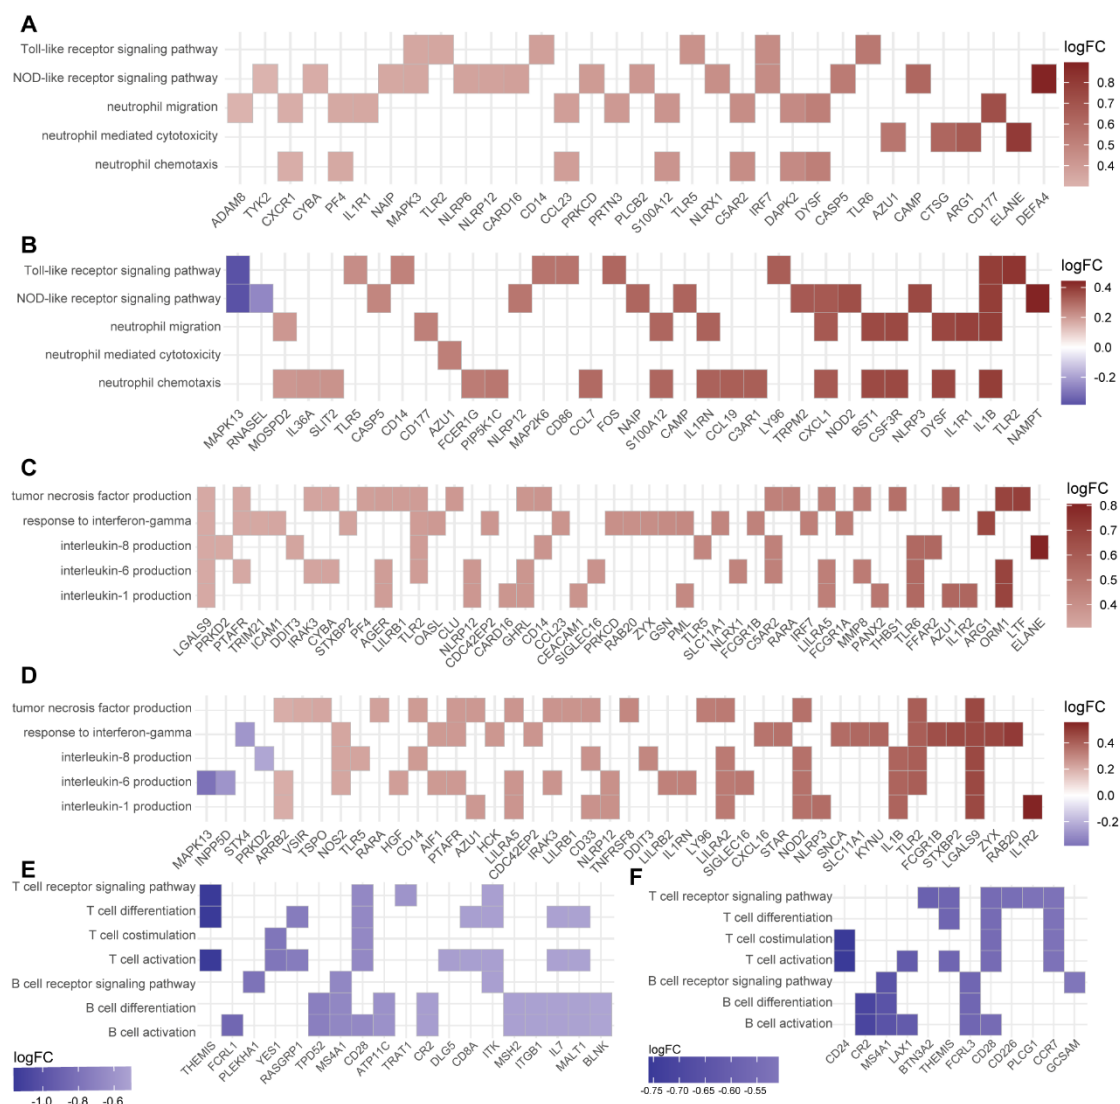 A
Toll-like receptor signaling pathway
NOD-like receptor signaling pathway
neutrophil migration
neutrophil mediated cytotoxicity
neutrophil chemotaxis
ADAM8 TYK2 CXCR1 CYBA PF4 IL1R1 NAIP MAPK3 TLR2 NLRP6 NLRP12 CARD16 CD14 CCL23 PRKCD PRTN3 PLCB2 S100A12 TLR5 NLRX1 C5AR2 IRF7 DAPK2 DYSF CASP5 TLR6 AZU1 CAMP CTSG ARG1 CD177 ELANE DEFA4
logFC
0.8
0.7
0.6
0.5
0.4
B
Toll-like receptor signaling pathway
NOD-like receptor signaling pathway
neutrophil migration
neutrophil mediated cytotoxicity
neutrophil chemotaxis
MAPK13 RNASEL MOSPD2 IL36A SLIT2 TLR5 CASP5 CD14 CD177 AZU1 FCER1G PIP5K1C NLRP12 MAP2K6 CD86 CCL7 FOS NAIP S100A12 CAMP IL1RN CCL19 C3AR1 LY96 TRPM2 CXCL1 NOD2 BST1 CSF3R NLRP3 DYSF IL1R1 IL1B TLR2 NAMPT
logFC
0.4
0.2
0.0
-0.2
C
tumor necrosis factor production
response to interferon-gamma
interleukin-8 production
interleukin-6 production
interleukin-1 production
LGALS9 PRKD2 PTAFR TRIM21 ICAM1 DDIT3 IRAK3 CYBA STXBP2 PF4 AGER LILRB1 TLR2 OASL CLU NLRP12 CDC42EP2 CARD16 GHRL CD14 CCL23 CEACAM1 SIGLEC16 PRKCD RAB20 ZYX GSN PML TLR5 SLC11A1 NLRX1 FCGR1B C5AR2 RARA IRF7 LILRA5 FCGR1A MMP8 PANX2 THBS1 TLR6 FFAR2 AZU1 IL1R2 ARG1 ORM1 LTF ELANE
logFC
0.8
0.7
0.6
0.5
0.4
D
tumor necrosis factor production
response to interferon-gamma
interleukin-8 production
interleukin-6 production
interleukin-1 production
MAPK13 INPP5D STX4 PRKD2 ARRB2 VSIR TSPO NOS2 TLR5 RARA HGF CD14 AIF1 PTAFR AZU1 HCK LILRA5 CDC42EP2 IRAK3 LILRB1 CD33 NLRP12 TNFRSF8 DDIT3 LILRB2 IL1RN LY96 LILRA2 SIGLEC16 CXCL16 STAR NOD2 NLRP3 SNCA SLC11A1 KYNU IL1B TLR2 FCGR1B STXBP2 LGALS9 ZYX RAB20 IL1R2
logFC
0.4
0.2
0.0
-0.2
E
T cell receptor signaling pathway
T cell differentiation
T cell costimulation
T cell activation
B cell receptor signaling pathway
B cell differentiation
B cell activation
THEMIS FCRL1 PLEKHA1 YES1 RASGRP1 TPD52 MS4A1 CD28 ATP11C TRAT1 CR2 DLG5 CD8A ITK MSH2 ITGB1 IL7 MALT1 BLNK
logFC
-1.0 -0.8 -0.6
F
T cell receptor signaling pathway
T cell differentiation
T cell costimulation
T cell activation
B cell receptor signaling pathway
B cell differentiation
B cell activation
CD24 CR2 MS4A1 LAX1 BTN3A2 THEMIS FCRL3 CD28 CD226 PLCG1 CCR7 GCSAM
logFC
-0.75 -0.70 -0.65 -0.60 -0.55